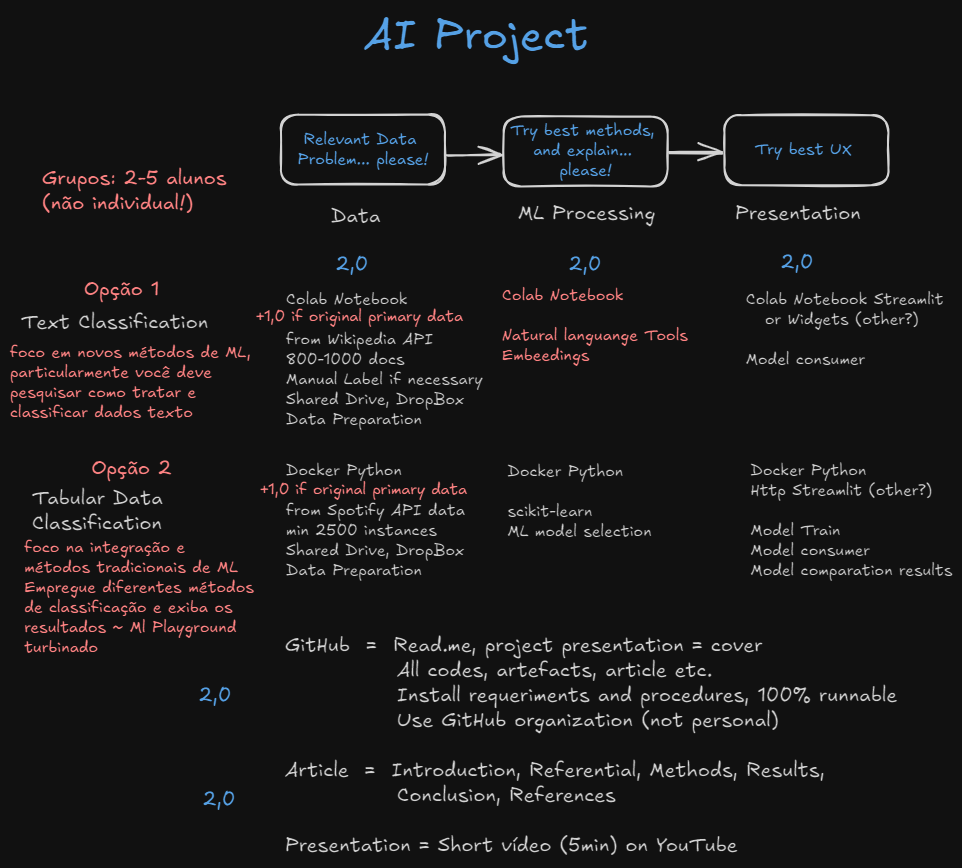 AI Project
Relevant Data
Problem... please!
Try best methods,
and explain...
please!
Try best UX
Grupos: 2-5 alunos
(não individual!)
Data
ML Processing
Presentation
2,0
2,0
2,0
Opção 1
Text Classification
foco em novos métodos de ML,
particularmente você deve
pesquisar como tratar e
classificar dados texto
Colab Notebook
+1,0 if original primary data
from Wikipedia API
800-1000 docs
Manual Label if necessary
Shared Drive, DropBox
Data Preparation
Colab Notebook
Natural languange Tools
Embeedings
Colab Notebook Streamlit
or Widgets (other?)
Model consumer
Opção 2
Tabular Data
Classification
foco na integração e
métodos tradicionais de ML
Empregue diferentes métodos
de classificação e exiba os
resultados ~ Ml Playground
turbinado
Docker Python
+1,0 if original primary data
from Spotify API data
min 2500 instances
Shared Drive, DropBox
Data Preparation
Docker Python
scikit-learn
ML model selection
Docker Python
Http Streamlit (other?)
Model Train
Model consumer
Model comparation results
GitHub = Read.me, project presentation = cover
All codes, artefacts, article etc.
2,0
Install requeriments and procedures, 100% runnable
Use GitHub organization (not personal)
Article = Introduction, Referential, Methods, Results,
2,0
Conclusion, References
Presentation = Short vídeo (5min) on YouTube